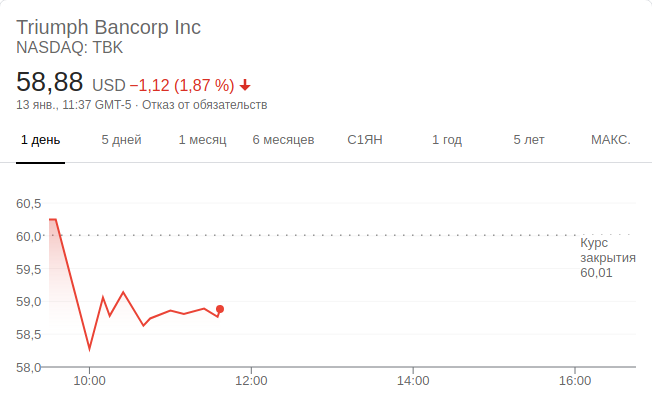 Triumph Bancorp Inc
NASDAQ: TBK
58,88 USD −1,12 (1,87 %)
13 янв., 11:37 GMT-5 · Отказ от обязательств
1 день 5 дней 1 месяц 6 месяцев С1ЯН 1 год 5 лет МАКС.
60,5
60,0
Курс
закрытия
60,01
59,5
59,0
58,5
58,0
10:00 12:00 14:00 16:00